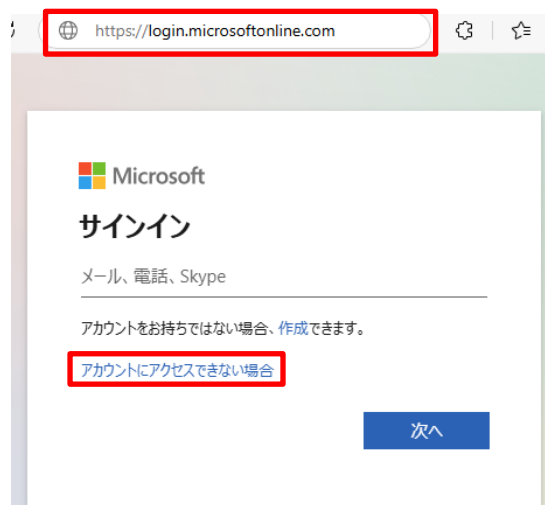 https://login.microsoftonline.com
Microsoft
サインイン
メール、電話、Skype
アカウントをお持ちではない場合、作成できます。
アカウントにアクセスできない場合
次へ